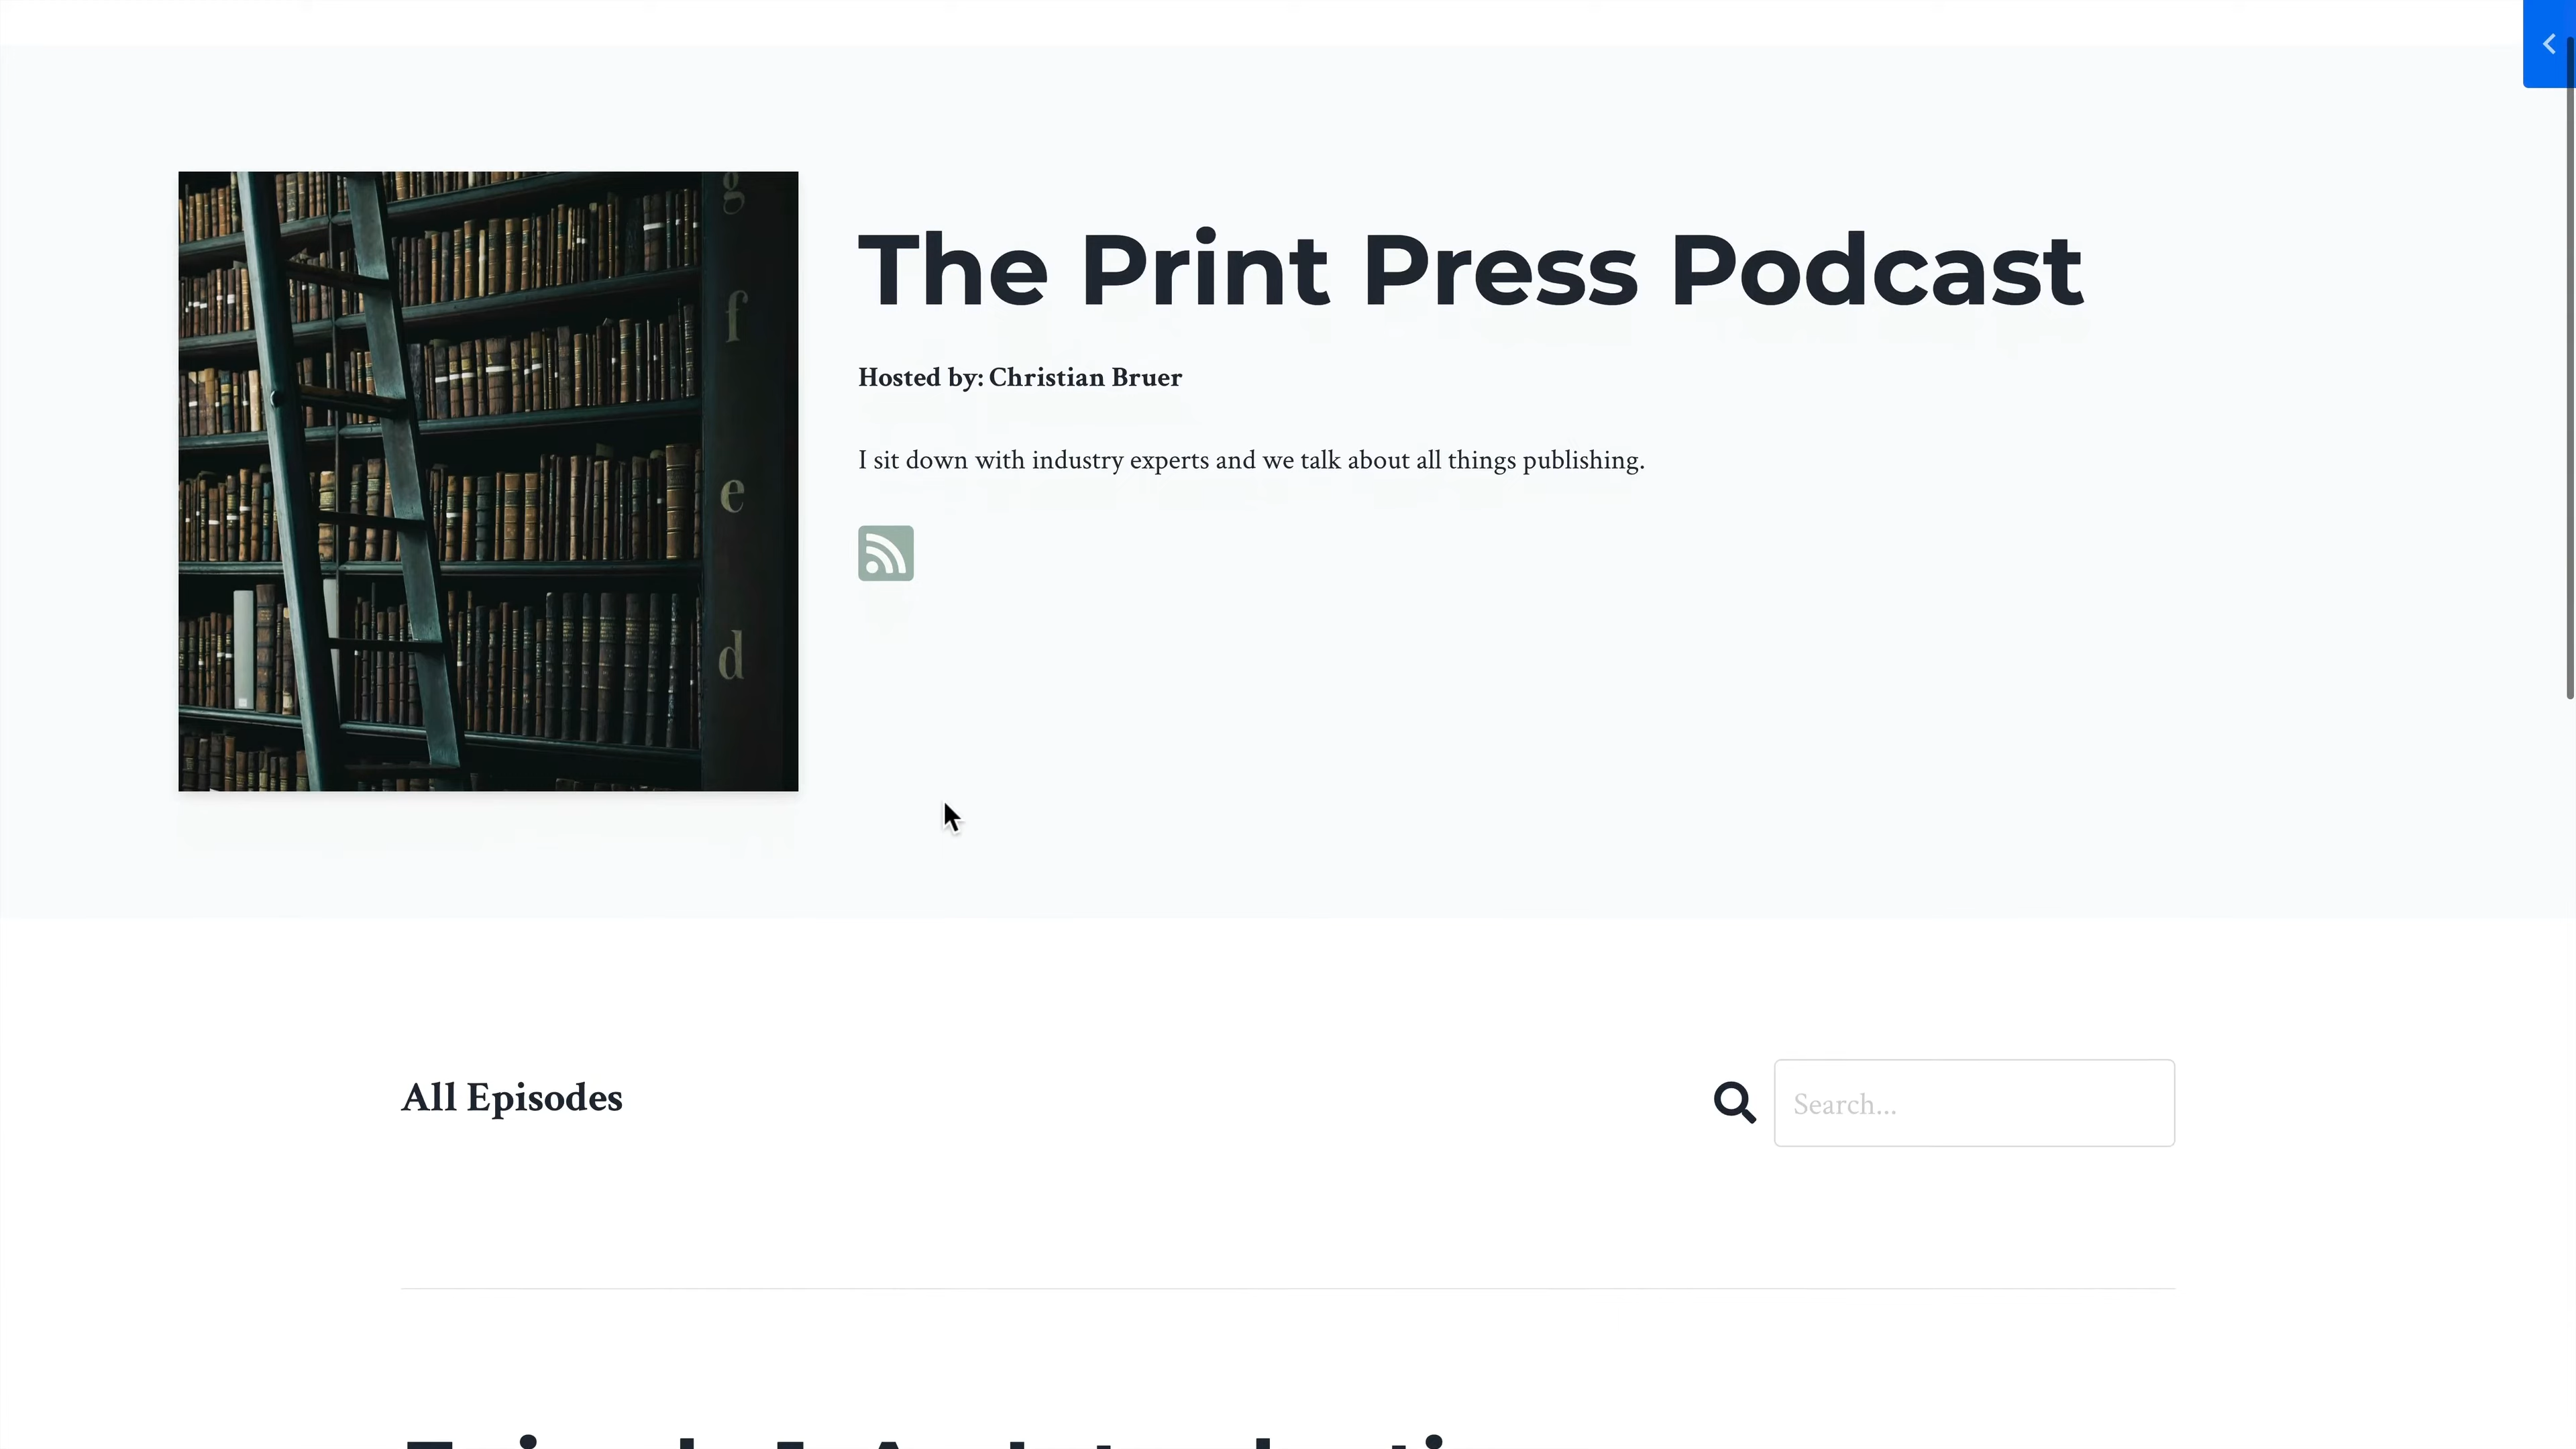 g
f
e
d
The Print Press Podcast
Hosted by: Christian Bruer
I sit down with industry experts and we talk about all things publishing.
All Episodes
Search...